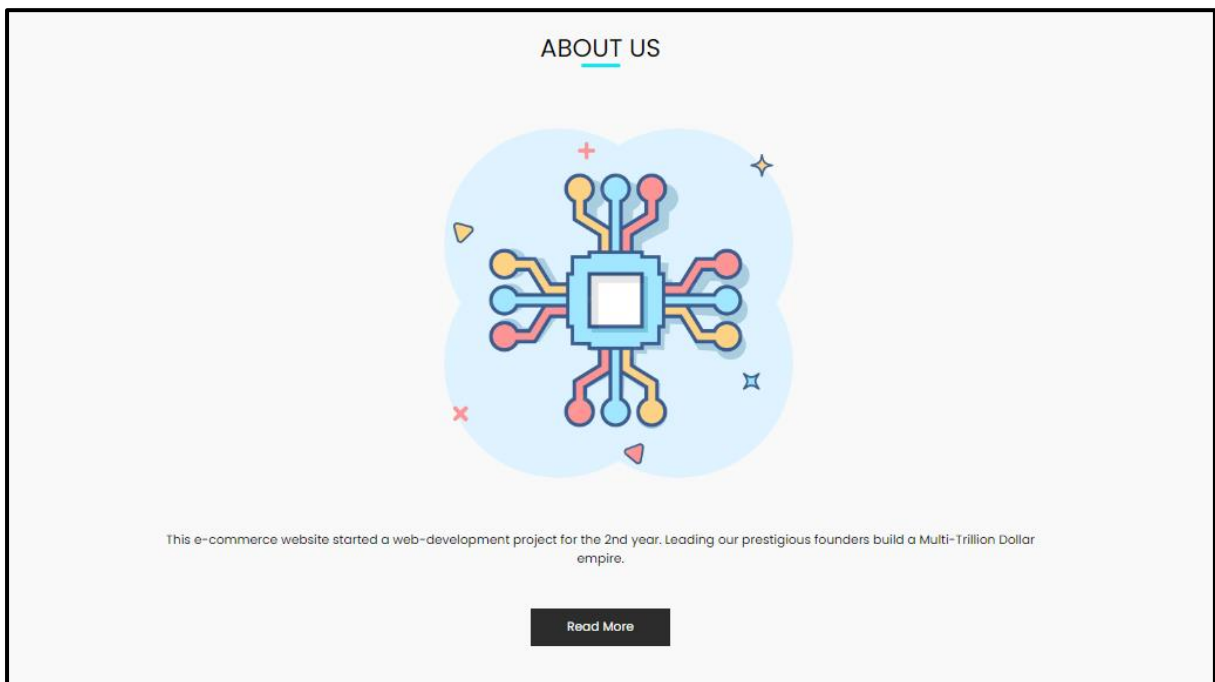 ABOUT US
This e-commerce website started a web-development project for the 2nd year. Leading our prestigious founders build a Multi-Trillion Dollar
empire.
Read More